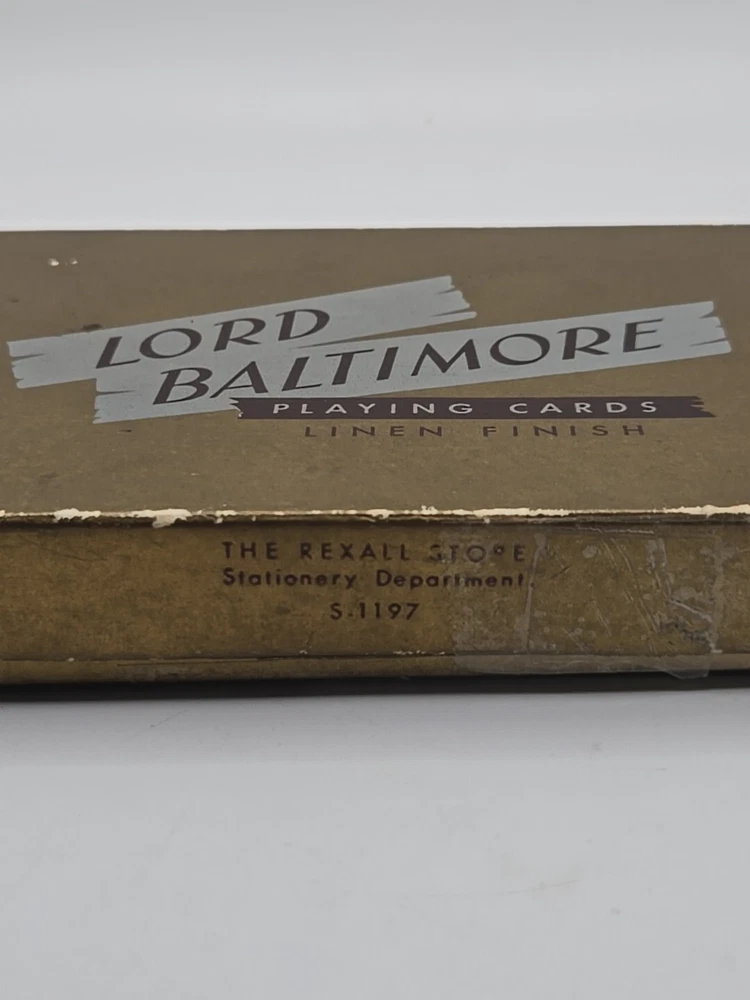 LORD
BALTIMORE
PLAYING CARDS
LINEN FINISH
THE REXALL STORE
Stationery Department
S-1197